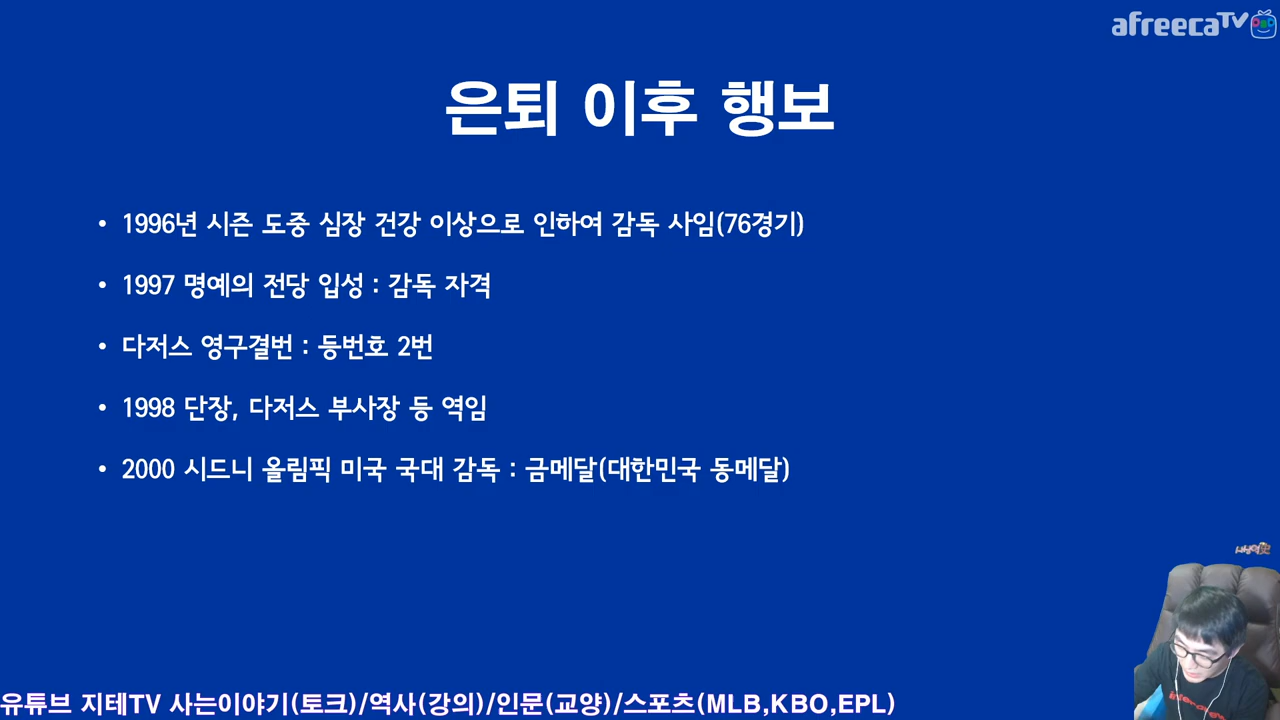 afreecaTV
은퇴 이후 행보
• 1996년 시즌 도중 심장 건강 이상으로 인하여 감독 사임(76경기)
• 1997 명예의 전당 입성 : 감독 자격
• 다저스 영구결번 : 등번호 2번
• 1998 단장, 다저스 부사장 등 역임
• 2000 시드니 올림픽 미국 국대 감독 : 금메달(대한민국 동메달)
유튜브 지테TV 사는이야기(토크)/역사(강의)/인문(교양)/스포츠(MLB,KBO,EPL)